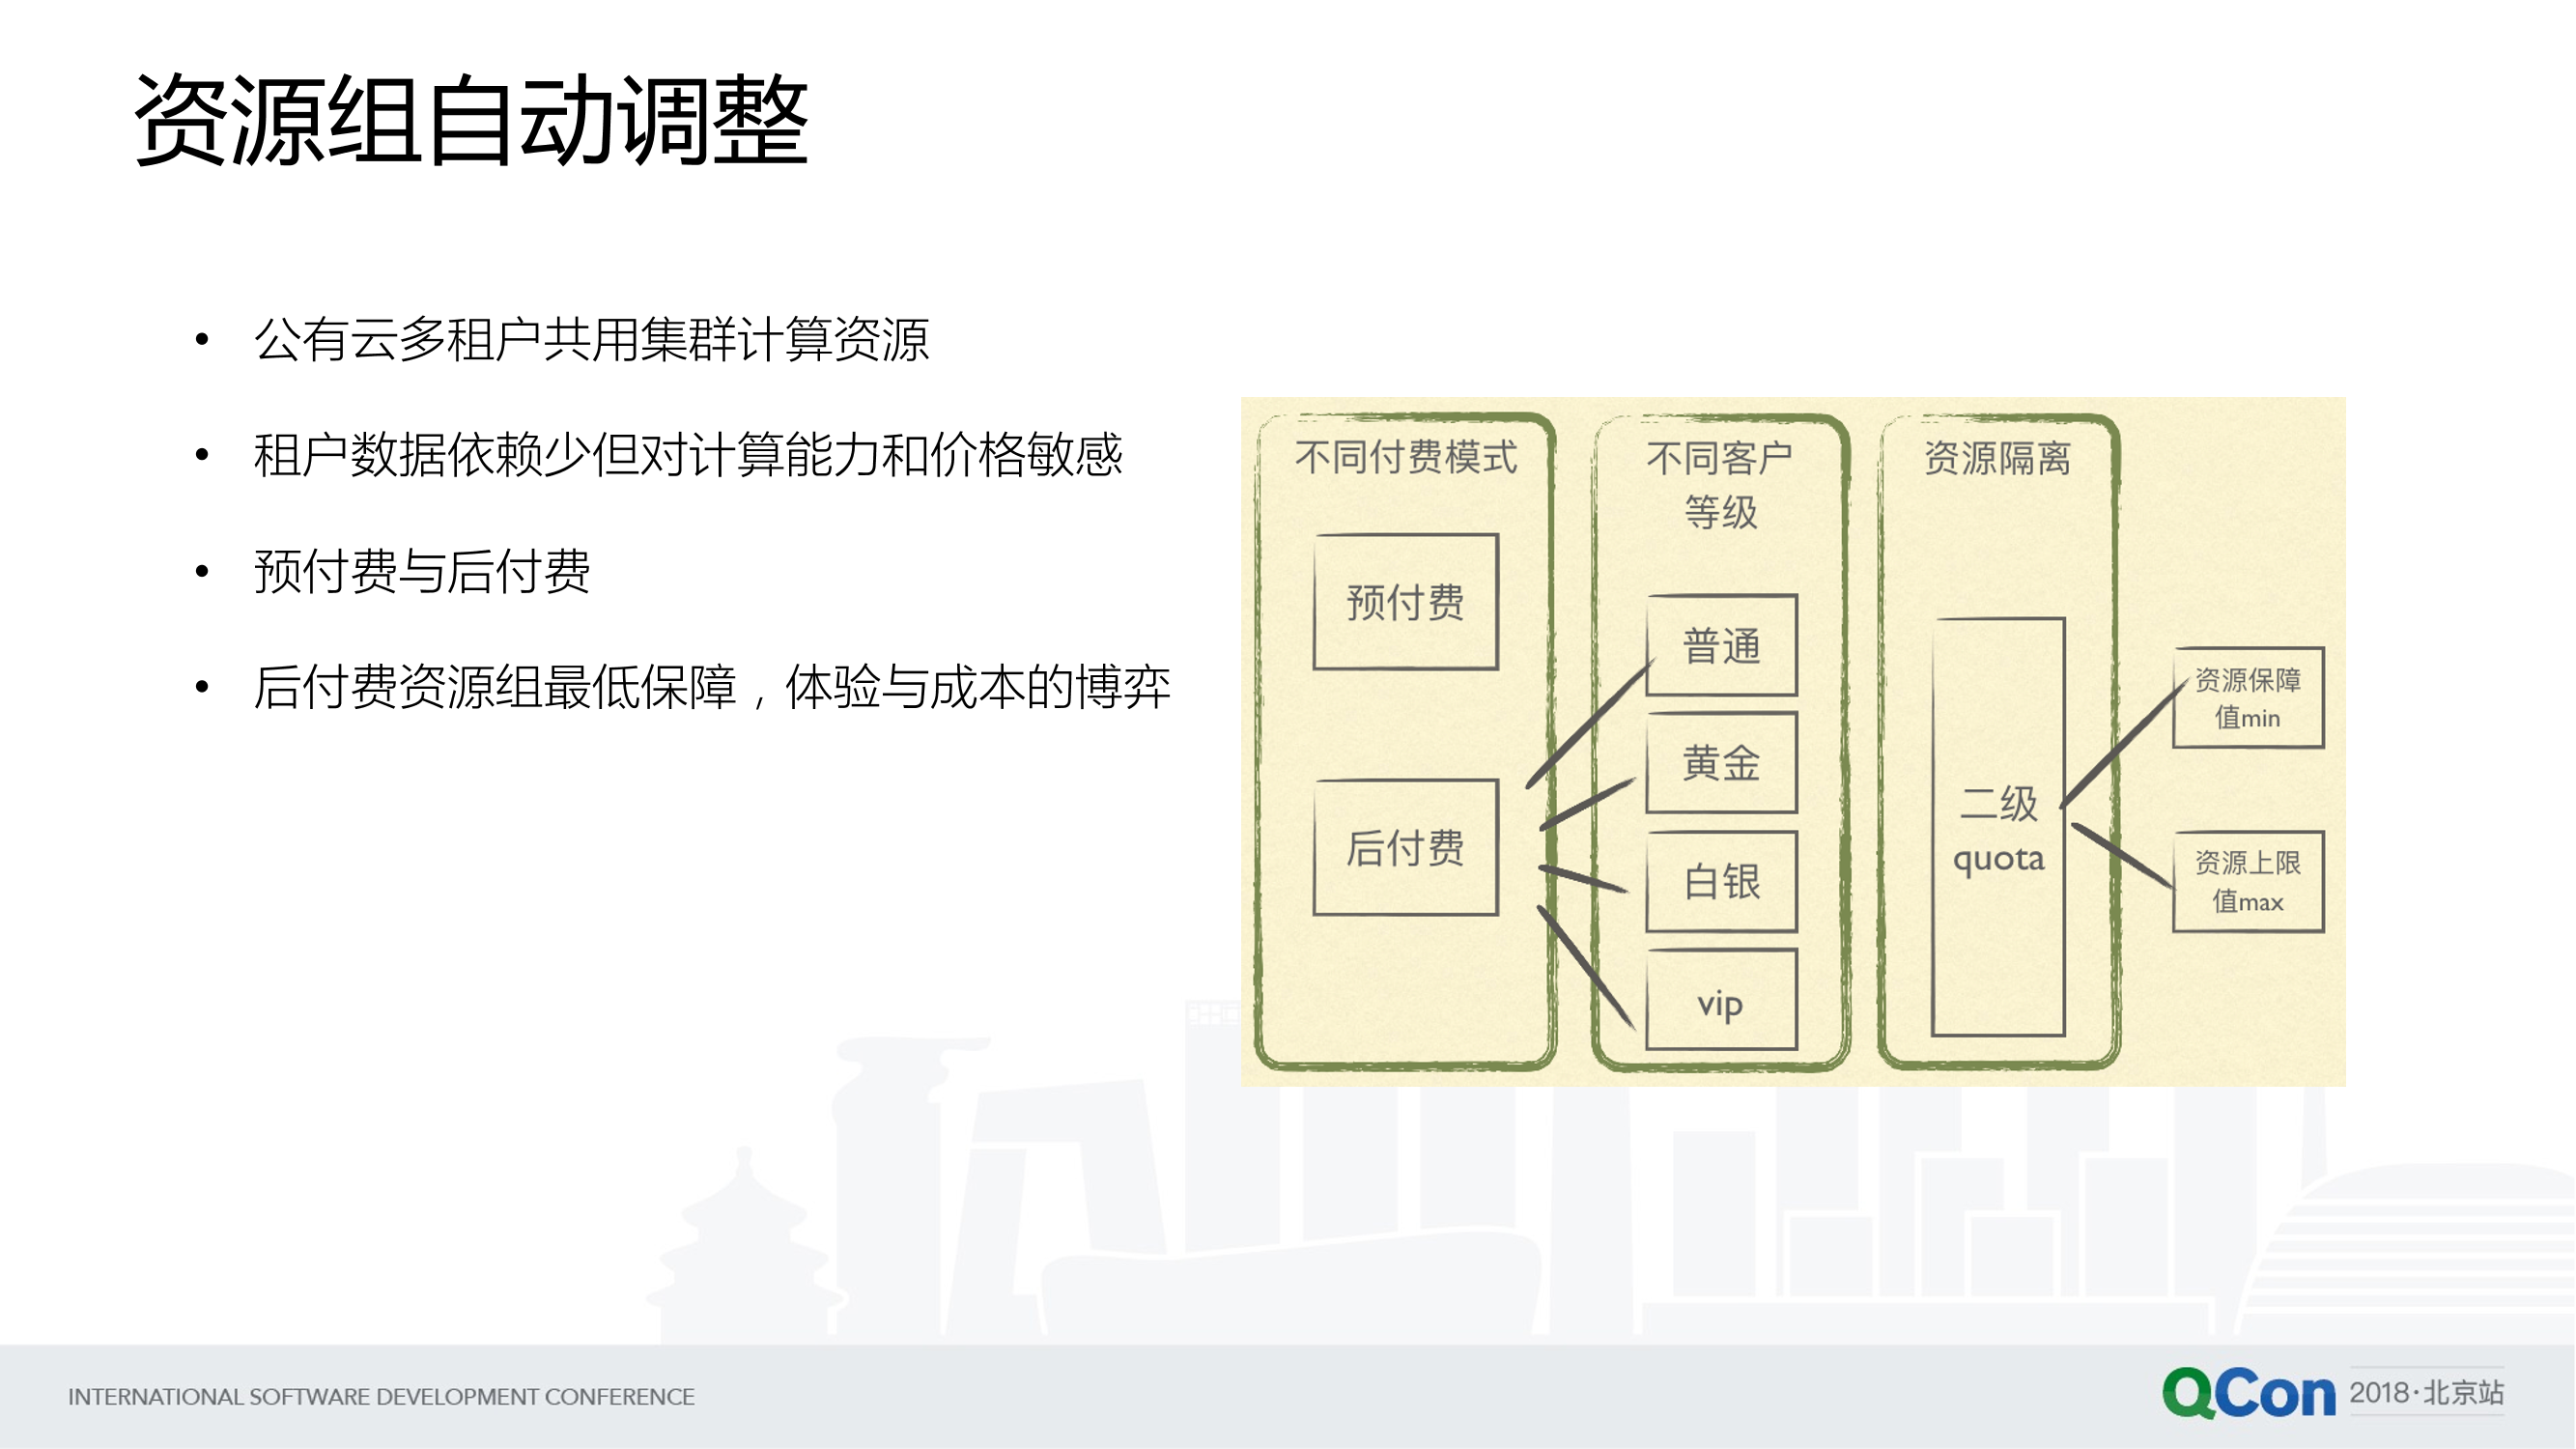 资源组自动调整
• 公有云多租户共用集群计算资源
• 租户数据依赖少但对计算能力和价格敏感
• 预付费与后付费
• 后付费资源组最低保障，体验与成本的博弈
不同付费模式
预付费
后付费
不同客户
等级
普通
黄金
白银
vip
资源隔离
二级
quota
资源保障
值min
资源上限
值max
INTERNATIONAL SOFTWARE DEVELOPMENT CONFERENCE
QCon 2018·北京站